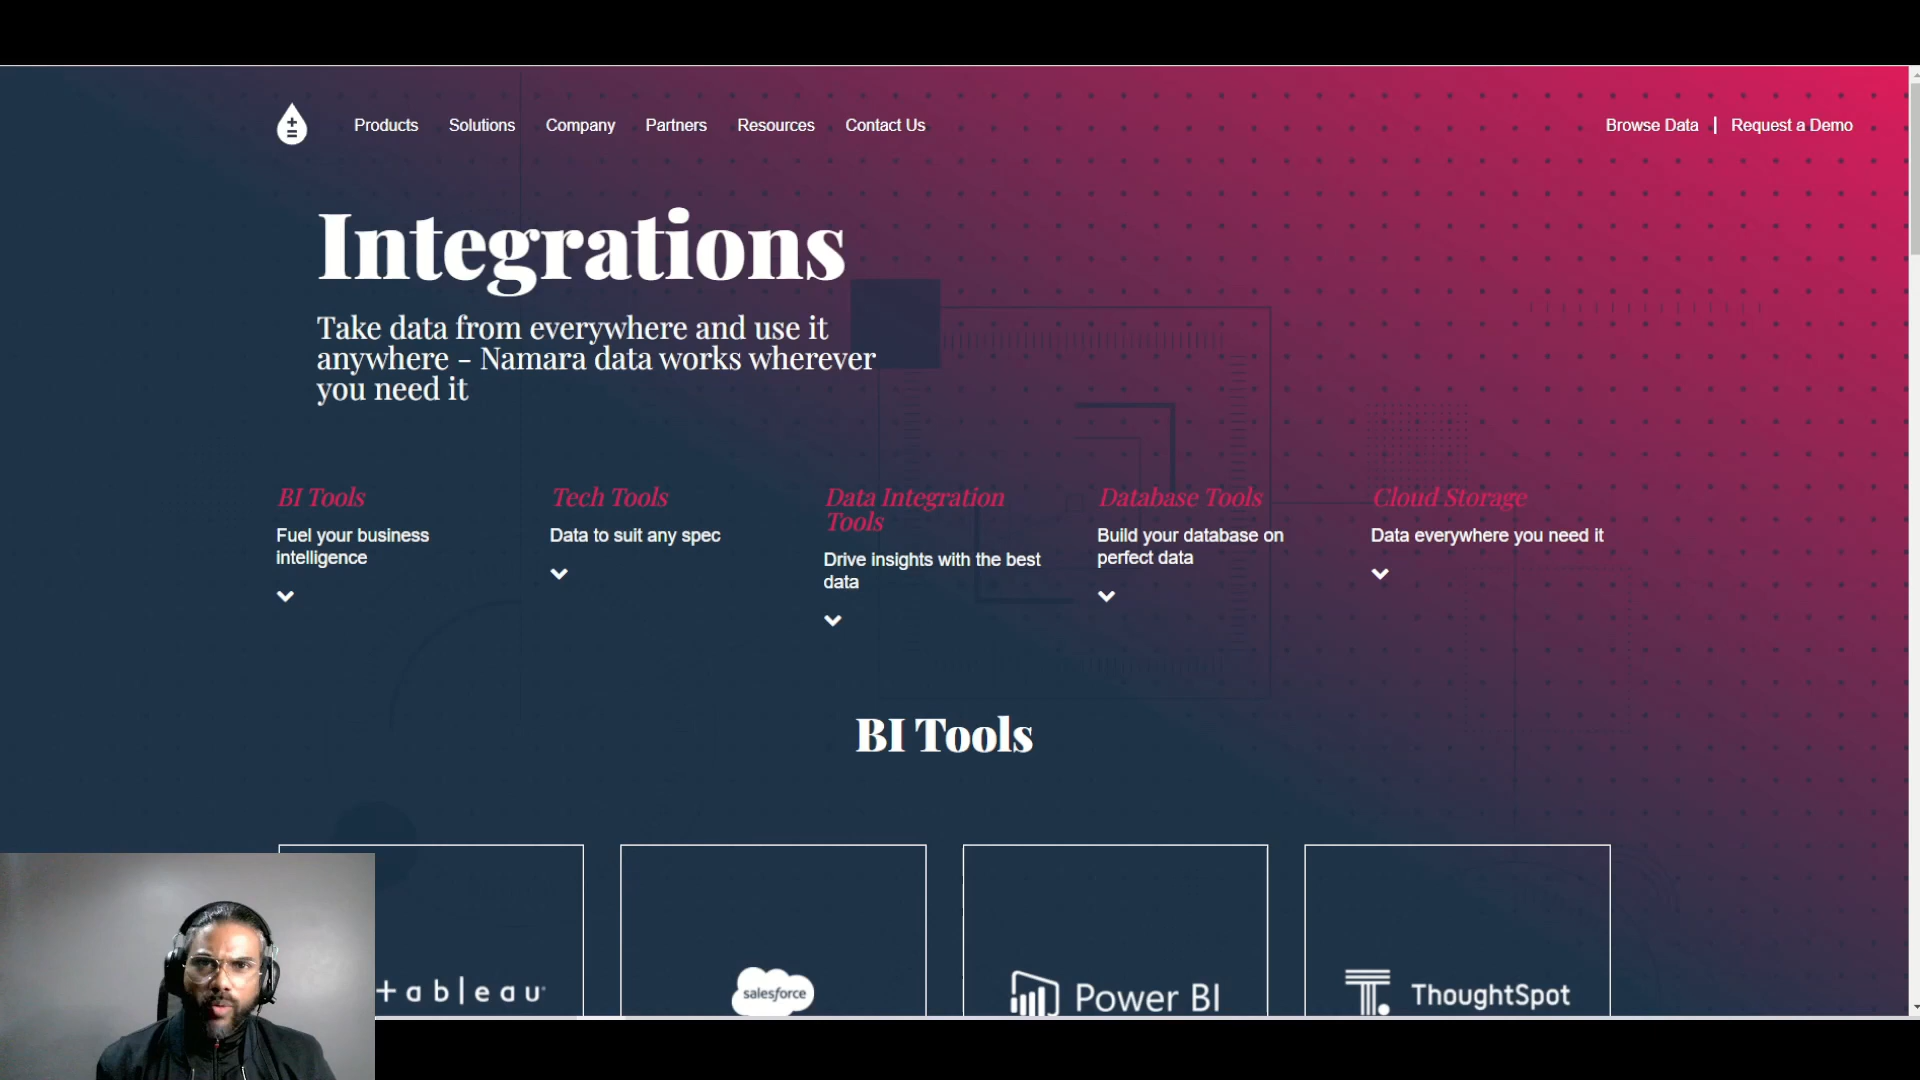 Products Solutions Company Partners Resources Contact Us Browse Data | Request a Demo
Integrations
Take data from everywhere and use it
anywhere – Namara data works wherever
you need it
BI Tools
Fuel your business
intelligence
Tech Tools
Data to suit any spec
Data Integration
Tools
Drive insights with the best
data
Database Tools
Build your database on
perfect data
Cloud Storage
Data everywhere you need it
BI Tools
+ableau
salesforce
Power BI
ThoughtSpot